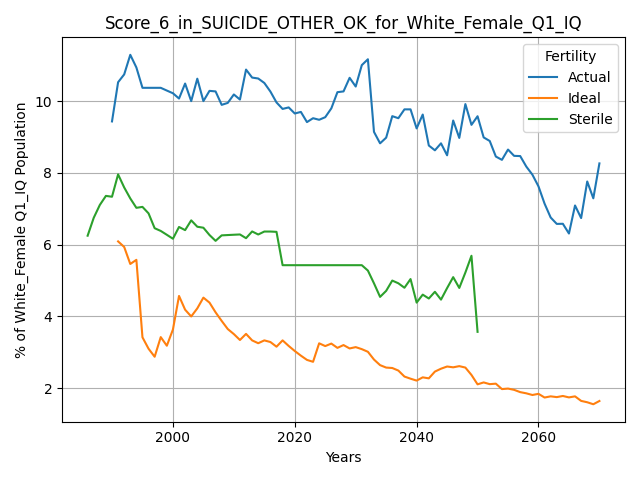 Score_6_in_SUICIDE_OTHER_OK_for_White_Female_Q1_IQ
% of White_Female Q1_IQ Population
10
8
6
4
2
Fertility
Actual
Ideal
Sterile
2000
2020
2040
2060
Years